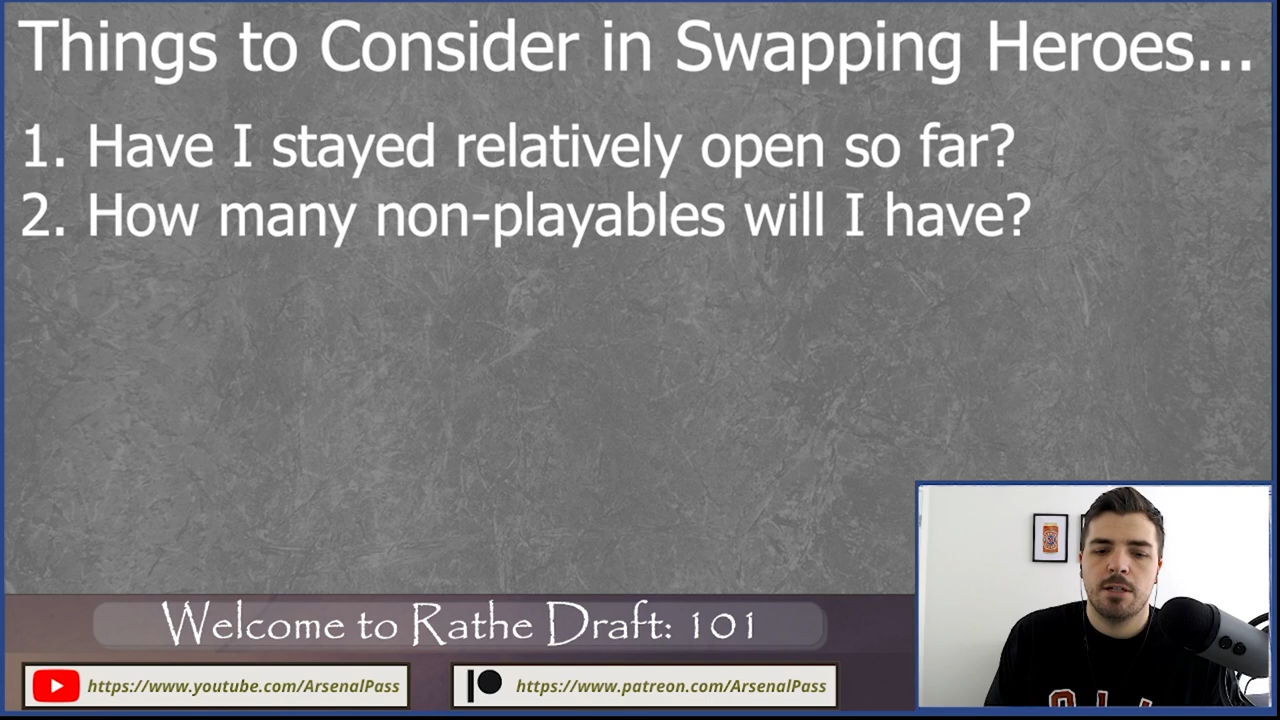 Things to Consider in Swapping Heroes...
1. Have I stayed relatively open so far?
2. How many non-playables will I have?
Welcome to Rathe Draft: 101
https://www.youtube.com/ArsenalPass
https://www.patreon.com/ArsenalPass